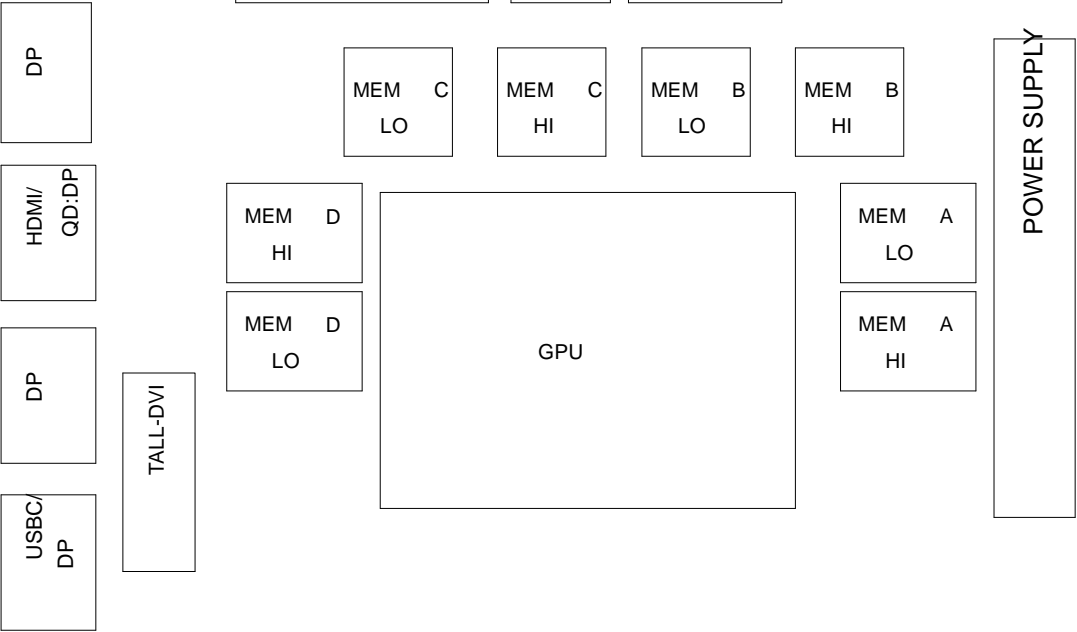 DP
HDMI/
QD:DP
DP
USBC/
DP
TALL-DVI
MEM C
LO
MEM C
HI
MEM B
LO
MEM B
HI
MEM D
HI
MEM D
LO
GPU
MEM A
LO
MEM A
HI
POWER SUPPLY